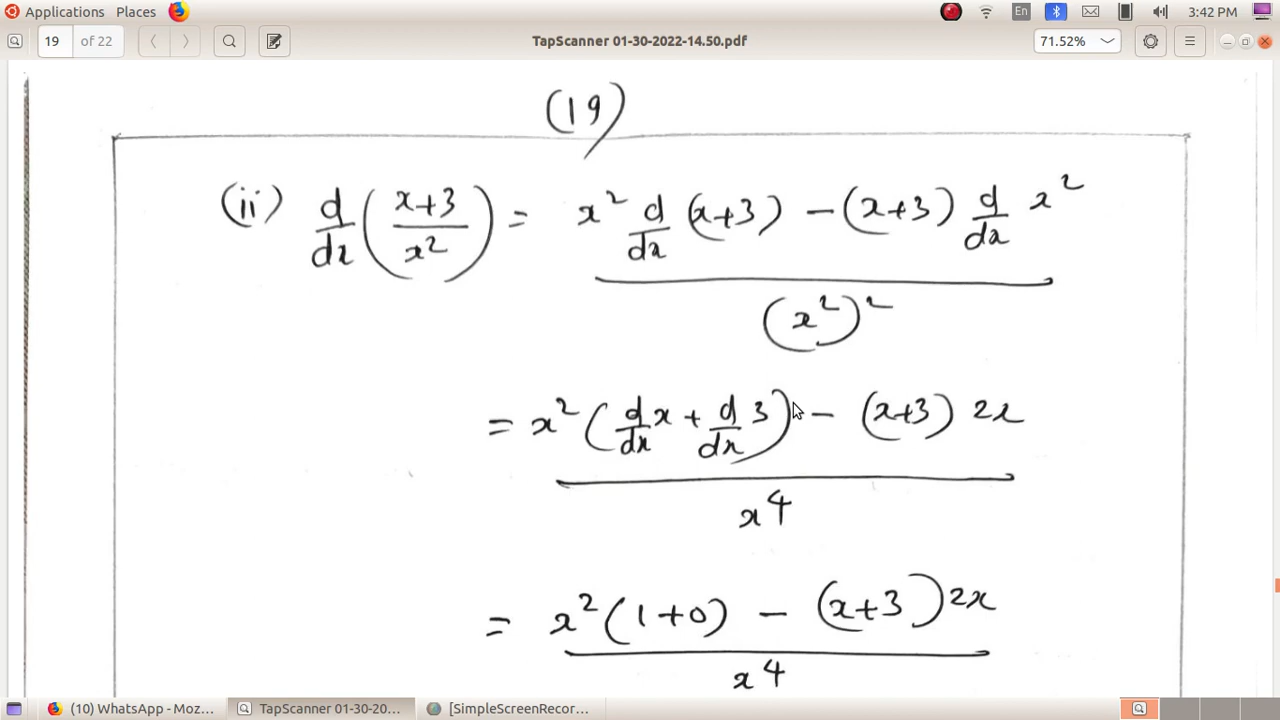 Applications Places En 3:42 PM
19 of 22 TapScanner 01-30-2022-14.50.pdf 71.52%
(19)
(ii) d/dx ((x+3)/x²) = (x² d/dx (x+3) - (x+3) d/dx x²)/(x²)²
= (x² (d/dx x + d/dx 3) - (x+3) 2x)/x⁴
= (x² (1+0) - (x+3) 2x)/x⁴
(10) WhatsApp - Moz... TapScanner 01-30-20... [SimpleScreenRecor...